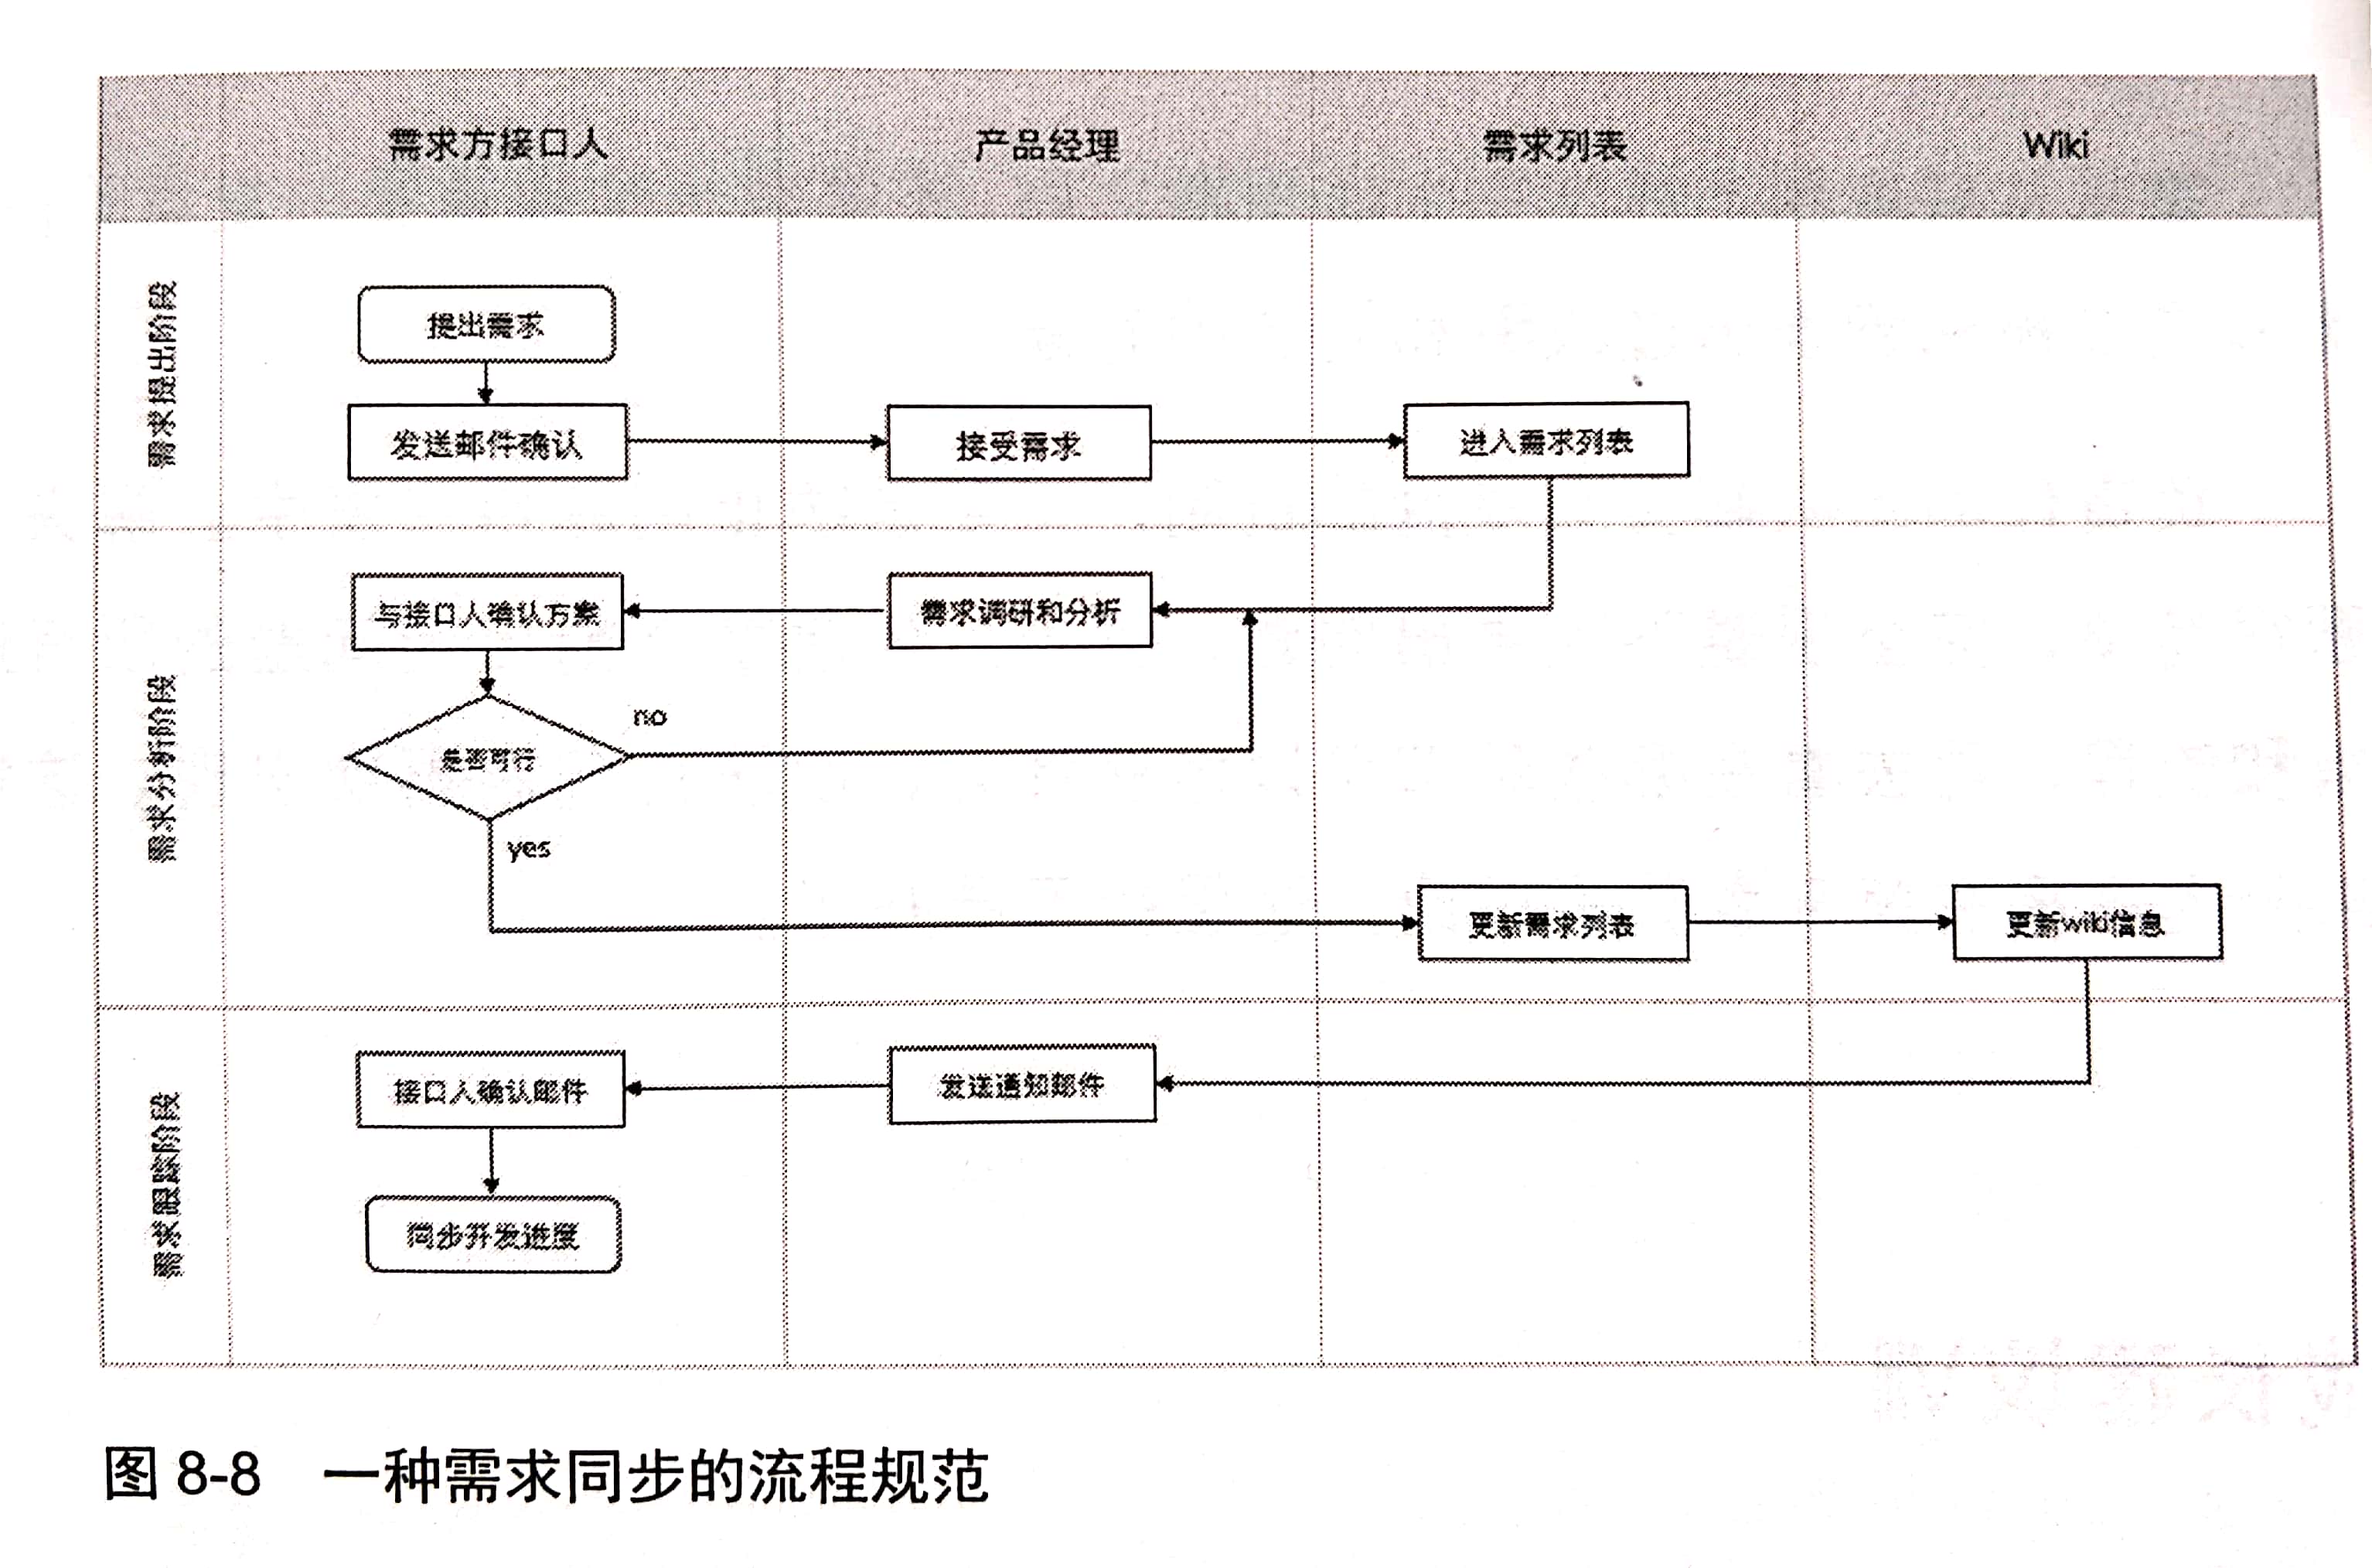 需求方接口人 产品经理 需求列表 Wiki
需求提出阶段
提出需求
发送邮件确认 接受需求 进入需求列表
需求分析阶段
与接口人确认方案 需求调研和分析
no
是否可行
yes
更新需求列表 更新wiki信息
需求跟踪阶段
接口人确认邮件 发送通知邮件
同步开发进度
图 8-8 一种需求同步的流程规范